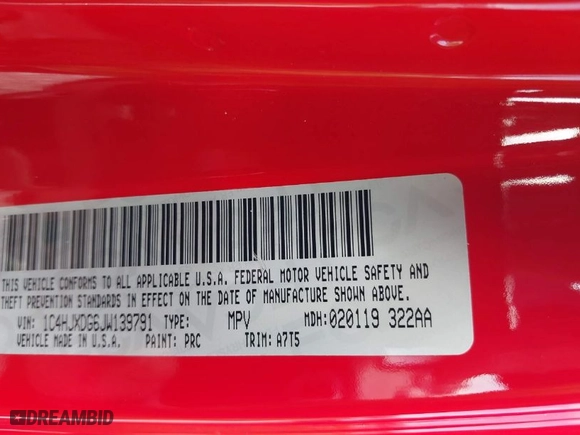 THIS VEHICLE CONFORMS TO ALL APPLICABLE U.S.A. FEDERAL MOTOR VEHICLE SAFETY AND
THEFT PREVENTION STANDARDS IN EFFECT ON THE DATE OF MANUFACTURE SHOWN ABOVE.
VIN: 1C4HJXDG6JW139791 TYPE: MPV MDH:020119 322AA
VEHICLE MADE IN U.S.A. PAINT: PRC TRIM: A7T5
DREAMBID